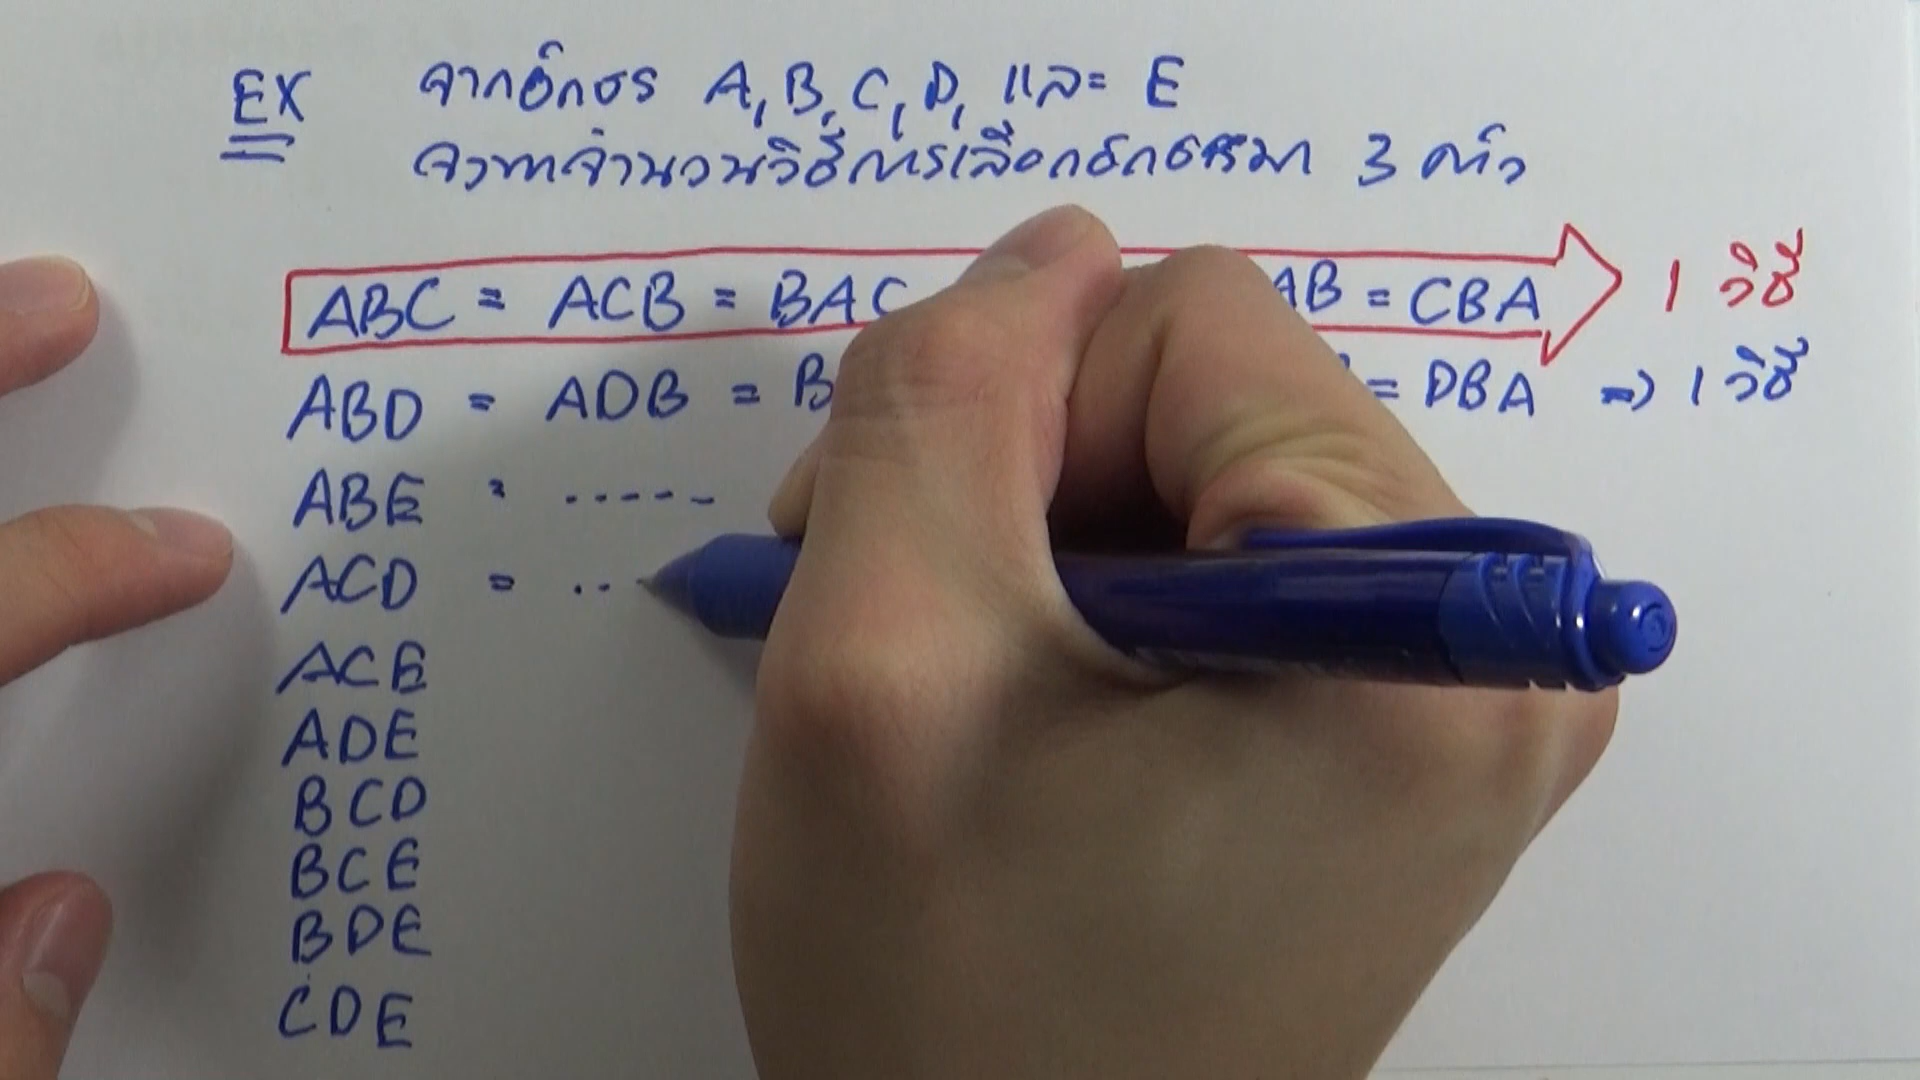 EX จากอักษร A, B, C, D, และ E
จงหาจำนวนวิธีการเลือกอักษรมา 3 ตัว
ABC = ACB = BAC AB = CBA 1 วิธี
ABD = ADB = B = DBA ⇒ 1 วิธี
ABE = -----
ACD = ..
ACE
ADE
BCD
BCE
BDE
CDE